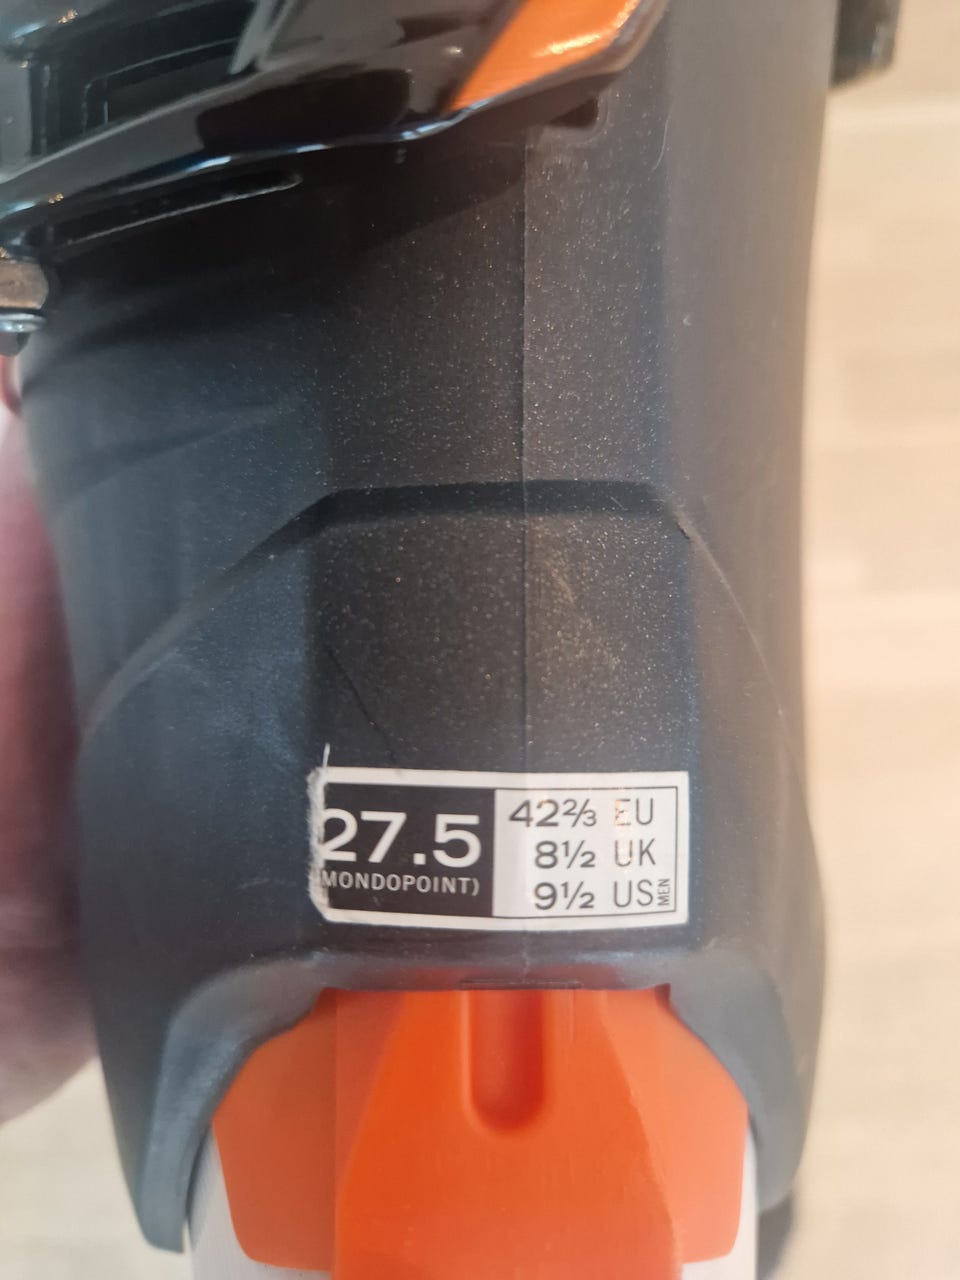 27.5
MONDOPOINT)
42⅔ EU
8½ UK
9½ US MEN